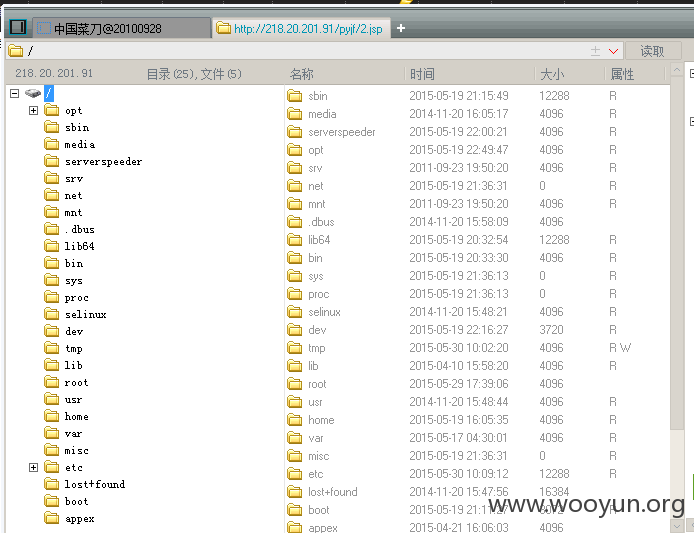 中国菜刀@20100928 http://218.20.201.91/pyjf/2.jsp +
/ 读取
218.20.201.91 目录(25),文件(5) 名称 时间 大小 属性
/
opt
sbin
media
serverspeeder
srv
net
mnt
.dbus
lib64
bin
sys
proc
selinux
dev
tmp
lib
root
usr
home
var
misc
etc
lost+found
boot
appex
sbin 2015-05-19 21:15:49 12288 R
media 2014-11-20 16:05:17 4096 R
serverspeeder 2015-05-19 22:00:21 4096 R
opt 2015-05-19 22:49:47 4096 R
srv 2011-09-23 19:50:20 4096 R
net 2015-05-19 21:36:31 0 R
mnt 2011-09-23 19:50:20 4096 R
.dbus 2014-11-20 15:58:09 4096
lib64 2015-05-19 20:32:54 12288 R
bin 2015-05-19 20:33:30 4096 R
sys 2015-05-19 21:36:13 0 R
proc 2015-05-19 21:36:13 0 R
selinux 2014-11-20 15:48:21 4096 R
dev 2015-05-19 22:16:27 3720 R
tmp 2015-05-30 10:02:20 4096 R W
lib 2015-04-10 15:58:20 4096 R
root 2015-05-29 17:39:06 4096
usr 2014-11-20 15:48:44 4096 R
home 2015-05-19 16:05:35 4096 R
var 2015-05-17 04:30:01 4096 R
misc 2015-05-19 21:36:31 0 R
etc 2015-05-30 10:09:12 12288 R
lost+found 2014-11-20 15:47:56 16384
boot 2015-05-19 21:11:27 R
appex 2015-04-21 16:06:03 4096 R
www.wooyun.org